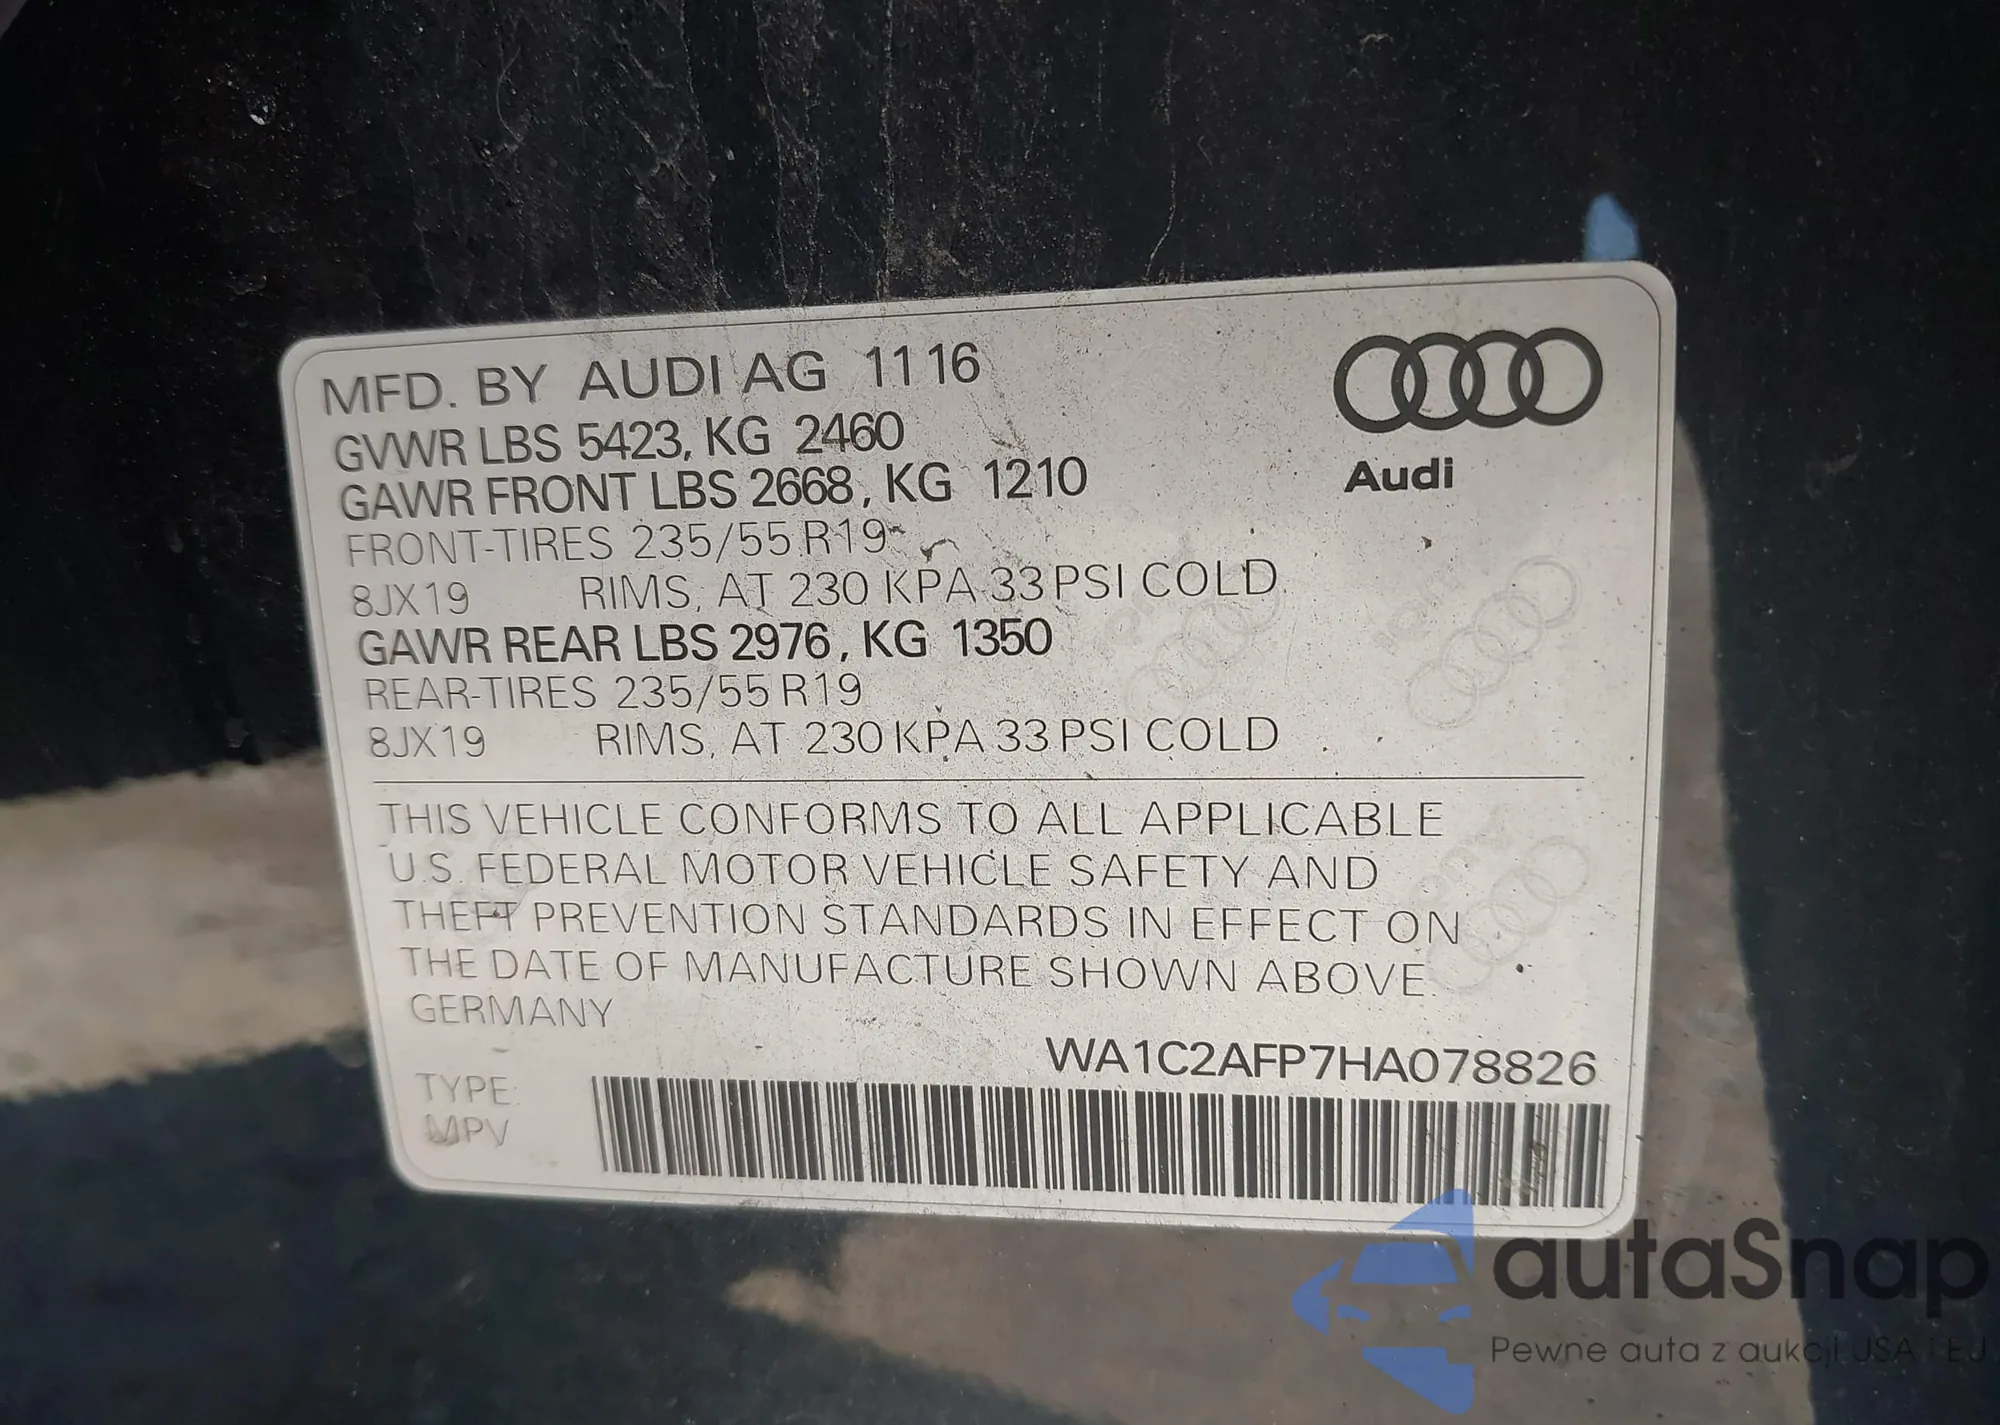 MFD. BY AUDI AG 11 16
GVWR LBS 5423, KG 2460
GAWR FRONT LBS 2668, KG 1210
FRONT-TIRES 235/55 R19
8JX19 RIMS, AT 230 KPA 33 PSI COLD
GAWR REAR LBS 2976, KG 1350
REAR-TIRES 235/55 R19
8JX19 RIMS, AT 230 KPA 33 PSI COLD
Audi
THIS VEHICLE CONFORMS TO ALL APPLICABLE
U.S. FEDERAL MOTOR VEHICLE SAFETY AND
THEFT PREVENTION STANDARDS IN EFFECT ON
THE DATE OF MANUFACTURE SHOWN ABOVE.
GERMANY
WA1C2AFP7HA078826
TYPE:
MPV
autaSnap
Pewne auta z aukcji USA i EU